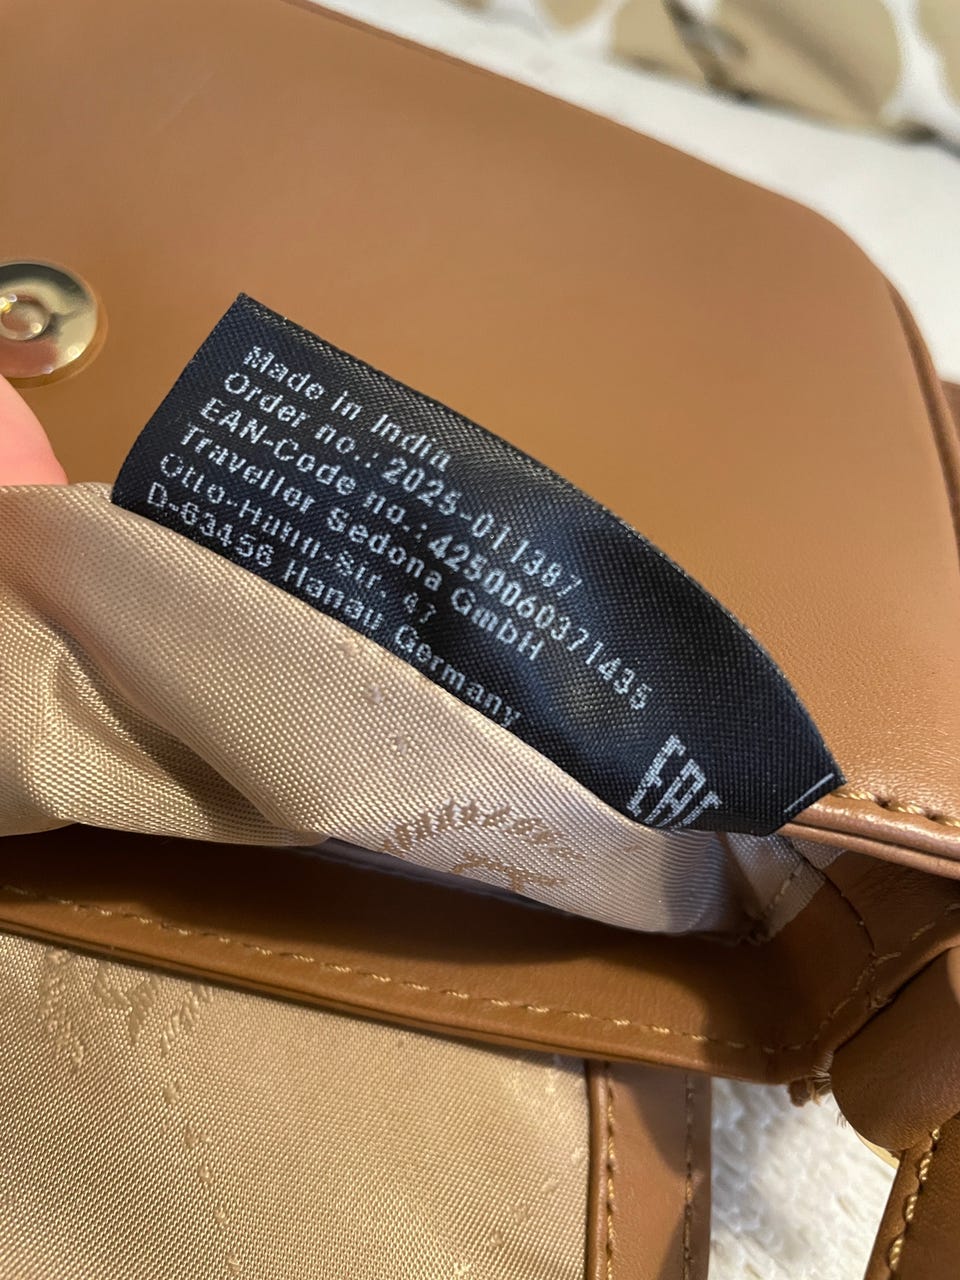 Made in India
Order no.: 2025-011387
EAN-Code no.: 4250060371435
Traveller Sedona GmbH
Otto-Hahn-Str. 47
D-63456 Hanau Germany
EAC